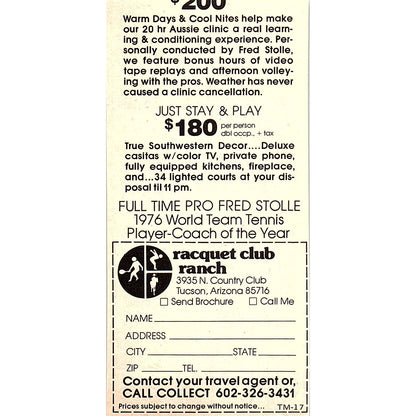 $200
Warm Days & Cool Nites help make
our 20 hr Aussie clinic a real learn-
ing & conditioning experience. Per-
sonally conducted by Fred Stolle,
we feature bonus hours of video
tape replays and afternoon volley-
ing with the pros. Weather has never
caused a clinic cancellation.
JUST STAY & PLAY
$180 per person
dbl occp., + tax
True Southwestern Decor....Deluxe
casitas w/color TV, private phone,
fully equipped kitchens, fireplace,
and...34 lighted courts at your dis-
posal til 11 pm.
FULL TIME PRO FRED STOLLE
1976 World Team Tennis
Player-Coach of the Year
racquet club
ranch
3935 N. Country Club
Tucson, Arizona 85716
Send Brochure Call Me
NAME
ADDRESS
CITY STATE
ZIP TEL.
Contact your travel agent or,
CALL COLLECT 602-326-3431
Prices subject to change without notice... TM-17